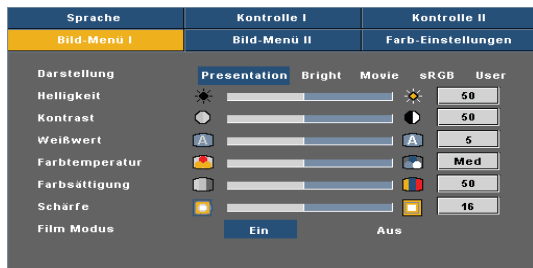 Sprache Kontrolle I Kontrolle II
Bild-Menü I Bild-Menü II Farb-Einstellungen
Darstellung Presentation Bright Movie sRGB User
Helligkeit 50
Kontrast 50
Weißwert A A 5
Farbtemperatur Med
Farbsättigung 50
Schärfe 16
Film Modus Ein Aus